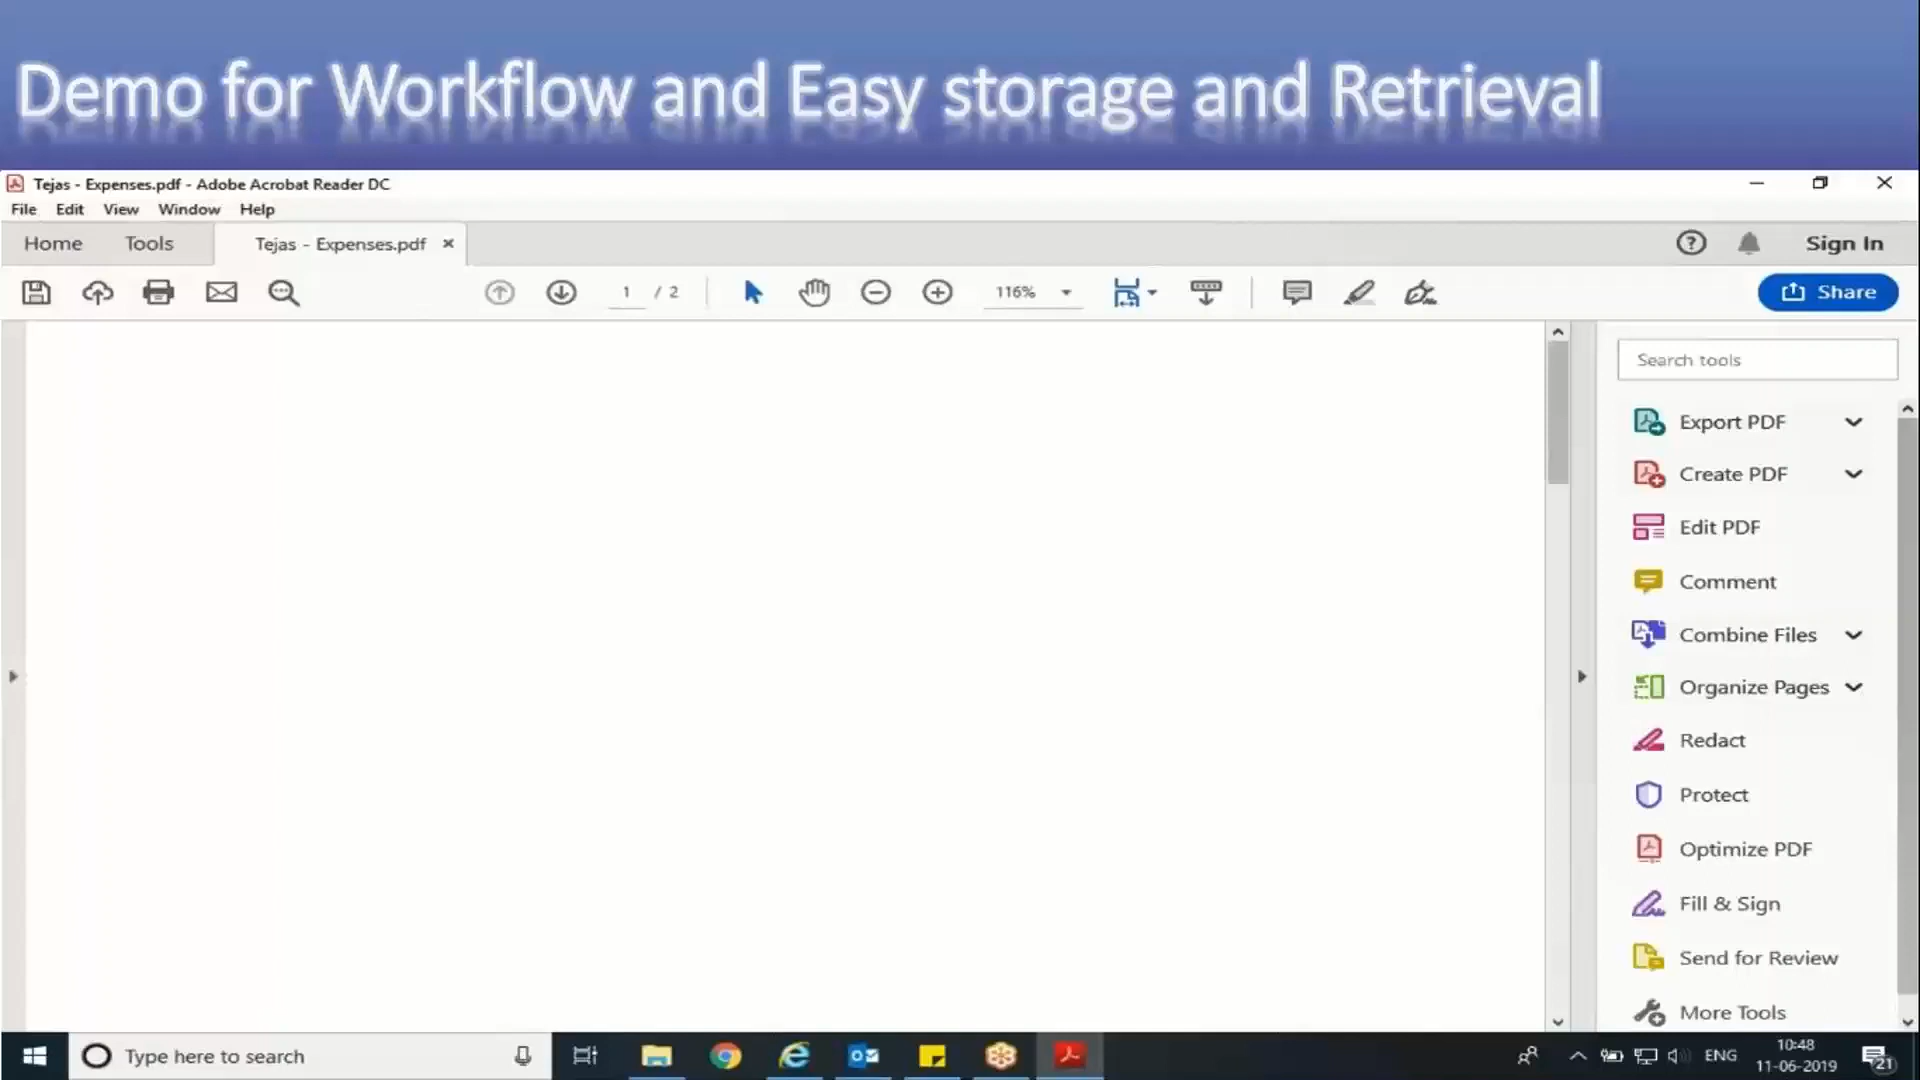 Demo for Workflow and Easy storage and Retrieval
Tejas - Expenses.pdf - Adobe Acrobat Reader DC
File Edit View Window Help
Home Tools Tejas - Expenses.pdf Sign In
1 / 2 116% Share
Search tools
Export PDF
Create PDF
Edit PDF
Comment
Combine Files
Organize Pages
Redact
Protect
Optimize PDF
Fill & Sign
Send for Review
More Tools
Type here to search ENG 10:48
11-06-2019 21